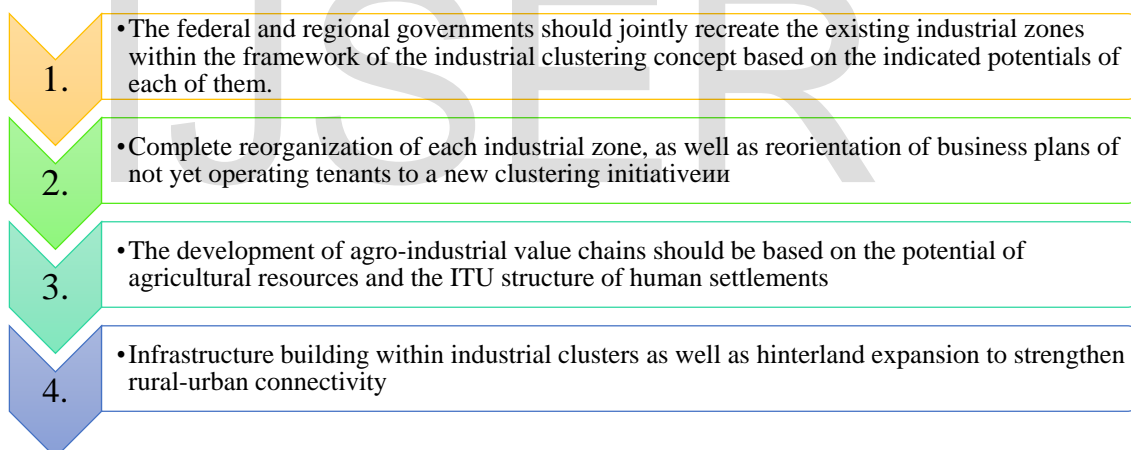 IJSER
1.
•The federal and regional governments should jointly recreate the existing industrial zones
within the framework of the industrial clustering concept based on the indicated potentials of
each of them.
2.
•Complete reorganization of each industrial zone, as well as reorientation of business plans of
not yet operating tenants to a new clustering initiativeии
3.
•The development of agro-industrial value chains should be based on the potential of
agricultural resources and the ITU structure of human settlements
4.
•Infrastructure building within industrial clusters as well as hinterland expansion to strengthen
rural-urban connectivity